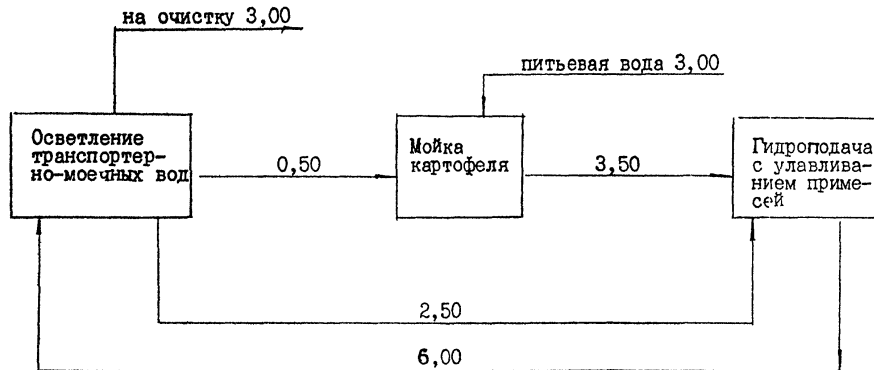 на очистку 3,00
питьевая вода 3,00
Осветление
транспортер-
но-моечных вод
0,50
Мойка
картофеля
3,50
Гидроподача
с улавлива-
нием приме-
сей
2,50
6,00